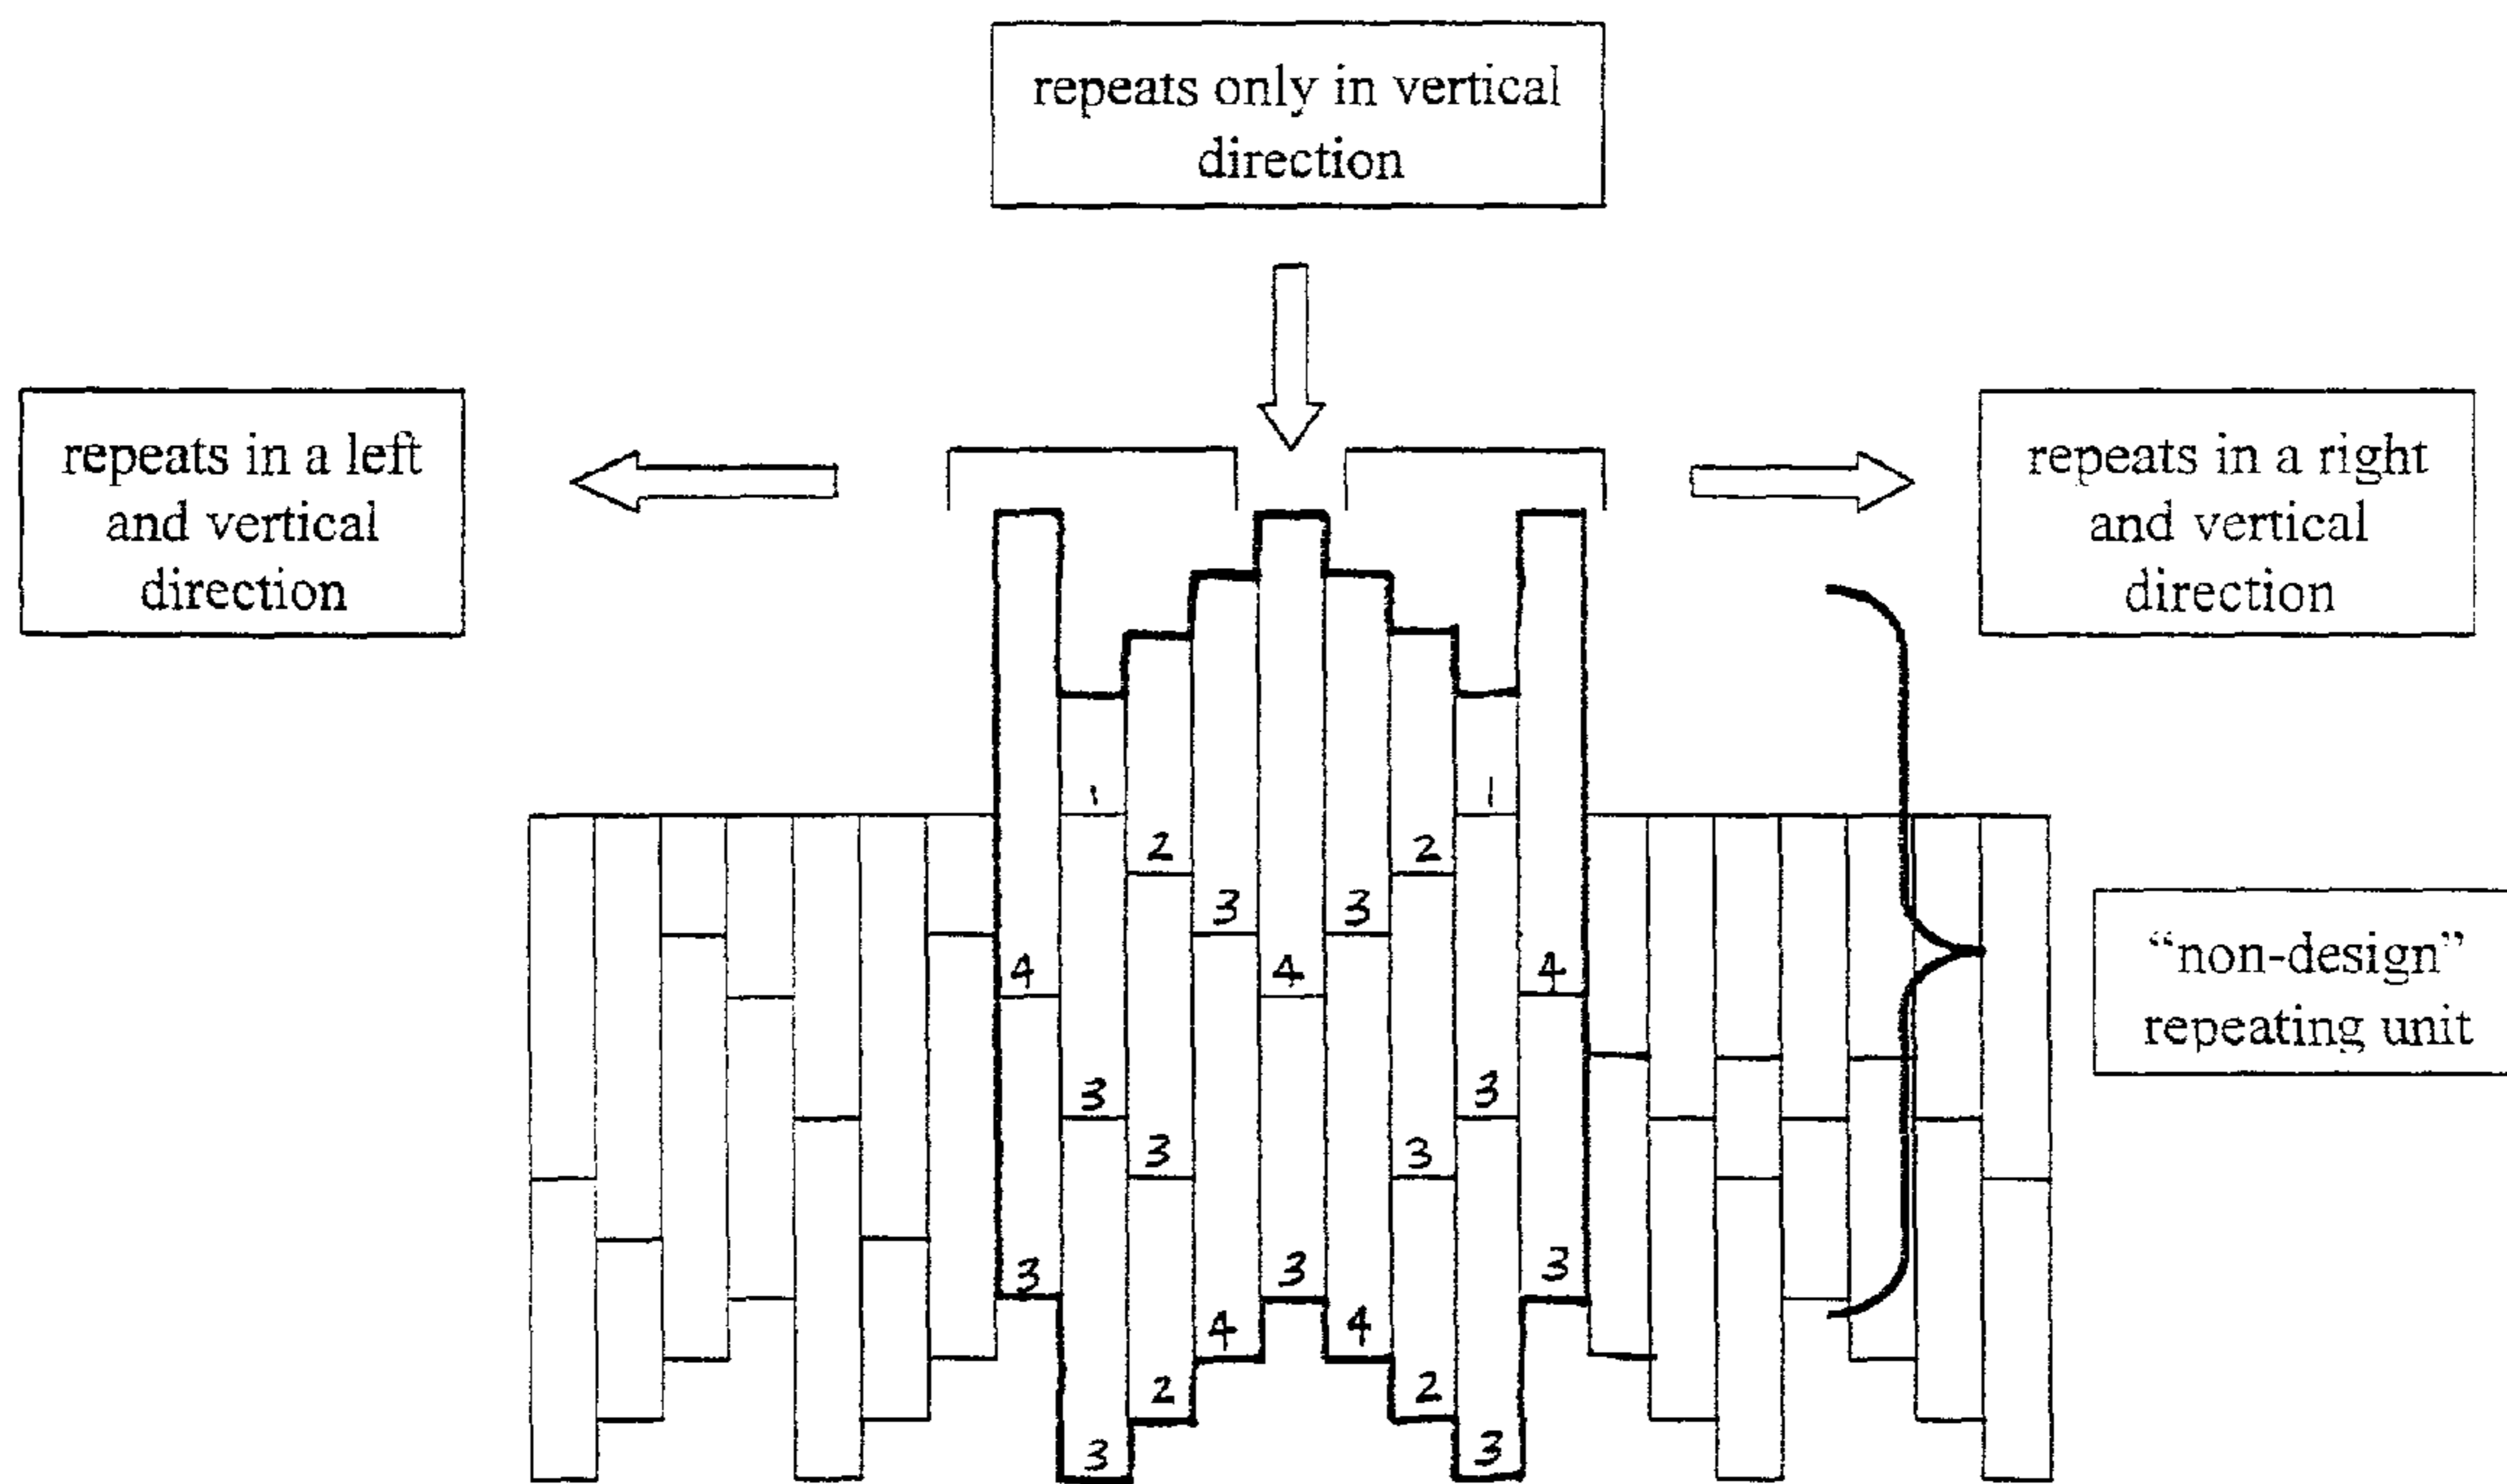 repeats only in vertical
direction
repeats in a left
and vertical
direction
repeats in a right
and vertical
direction
1 1
2 2
3 3
4 4 4
“non-design”
repeating unit
3 3
3 3
3 3 3
4 4
2 2
3 3